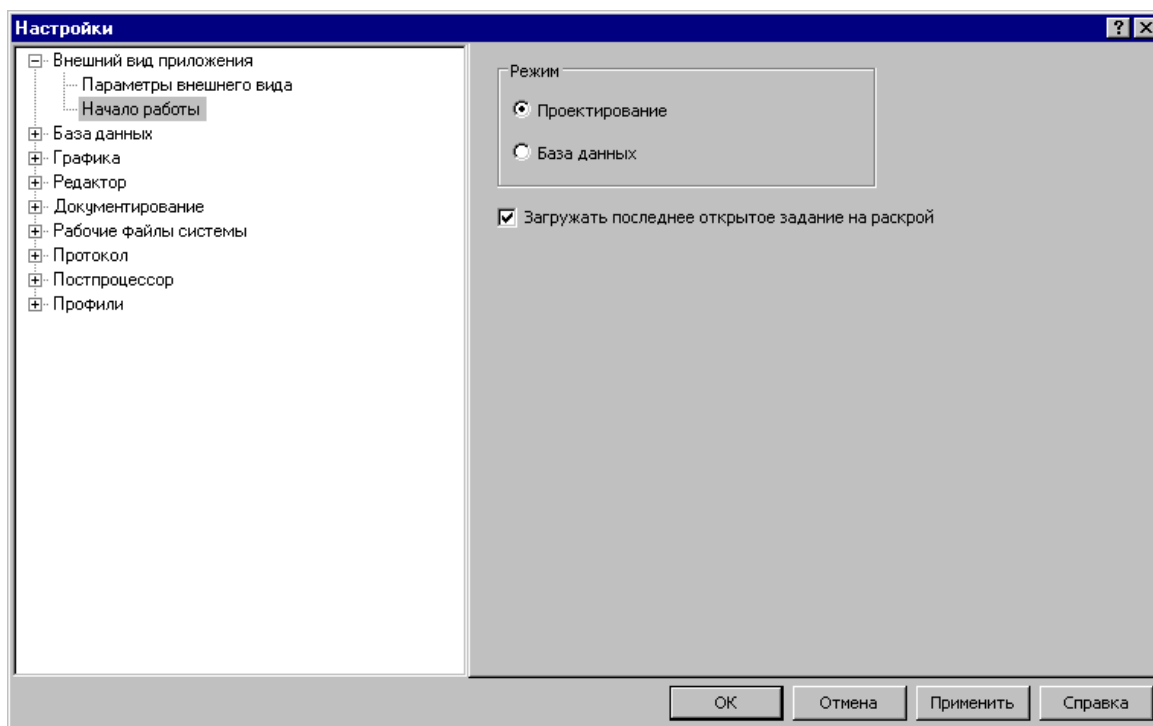 Настройки
Внешний вид приложения
Параметры внешнего вида
Начало работы
База данных
Графика
Редактор
Документирование
Рабочие файлы системы
Протокол
Постпроцессор
Профили
Режим
Проектирование
База данных
Загружать последнее открытое задание на раскрой
ОК
Отмена
Применить
Справка